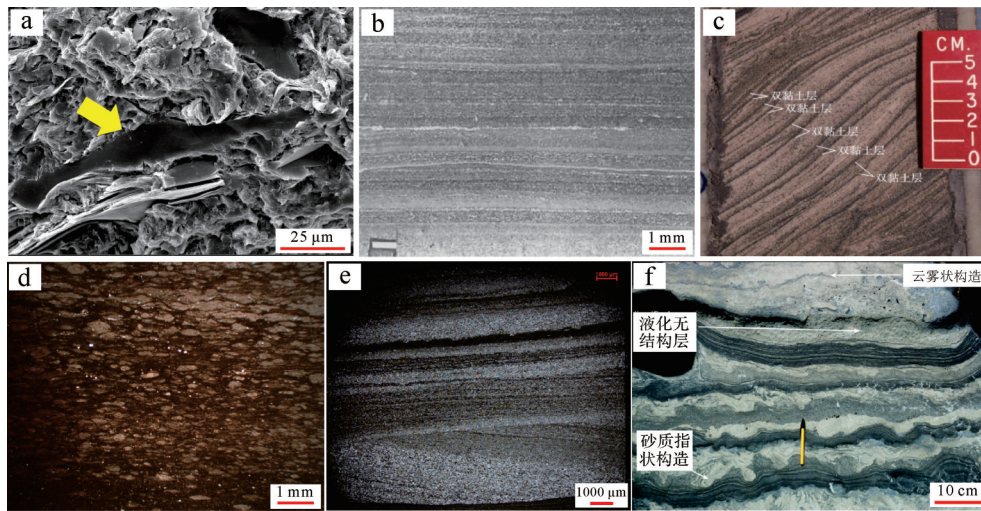 a
25 μm
b
1 mm
c
CM.
5
4
3
2
1
0
双黏土层
双黏土层
双黏土层
双黏土层
双黏土层
d
1 mm
e
1000 μm
f
云雾状构造
液化无
结构层
砂质指
状构造
10 cm